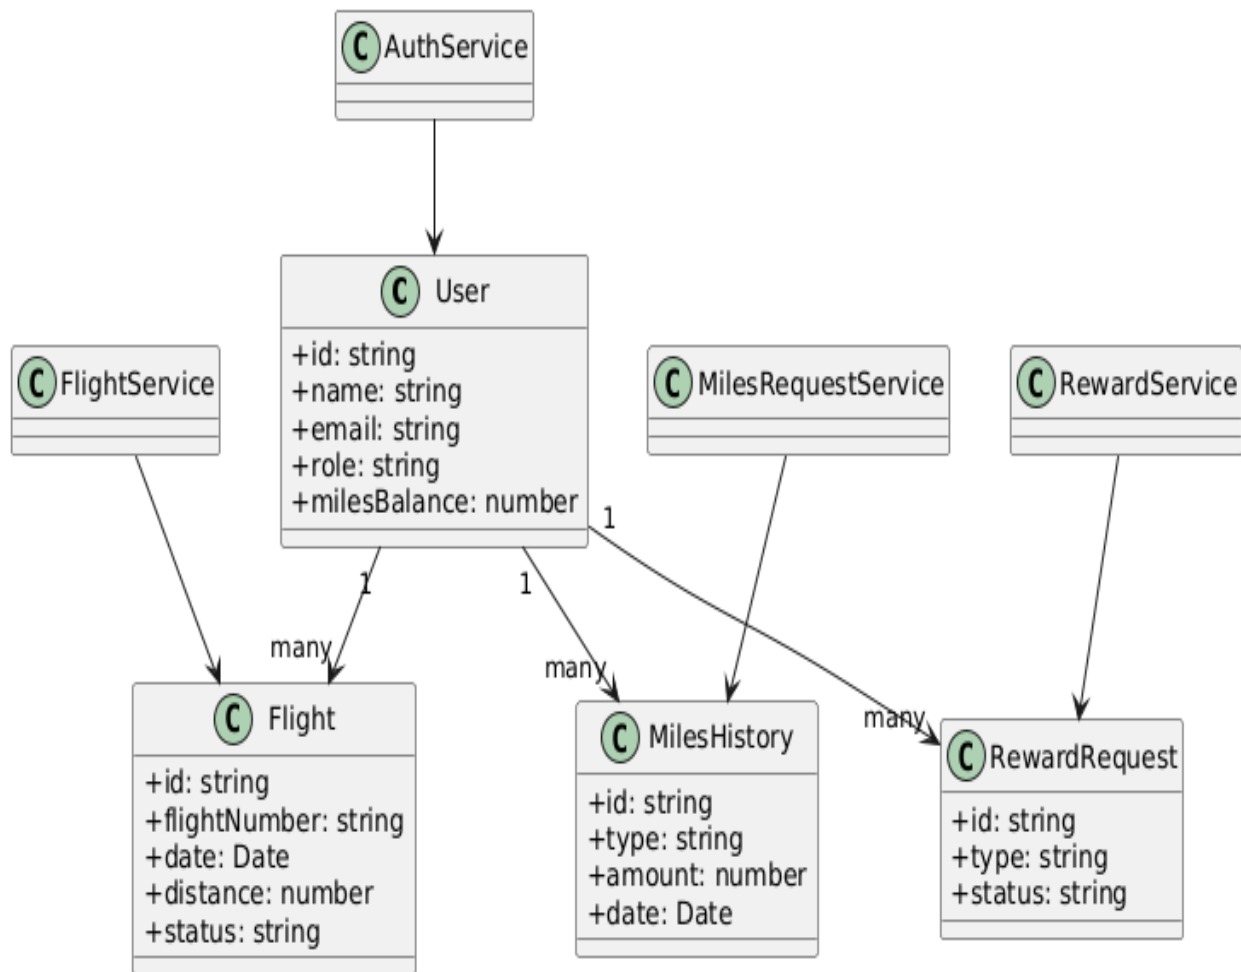 C AuthService
C User
+id: string
+name: string
+email: string
+role: string
+milesBalance: number
C FlightService
C MilesRequestService
C RewardService
1
1
1
many
many
many
C Flight
+id: string
+flightNumber: string
+date: Date
+distance: number
+status: string
C MilesHistory
+id: string
+type: string
+amount: number
+date: Date
C RewardRequest
+id: string
+type: string
+status: string